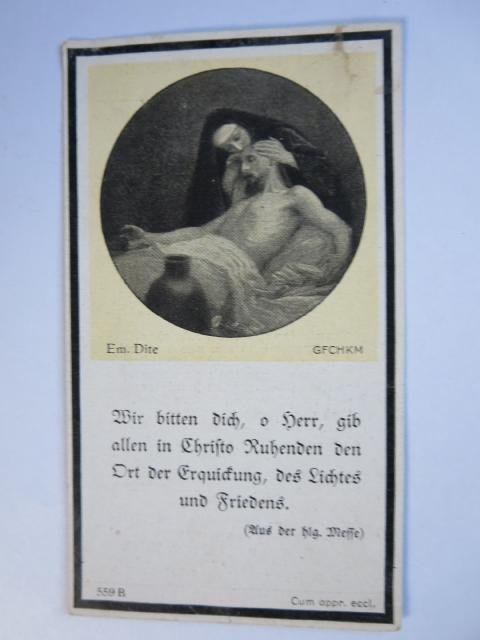 Em. Dite
GFCHKM
Wir bitten dich, o Herr, gib
allen in Christo Ruhenden den
Ort der Erquickung, des Lichtes
und Friedens.
(Aus der hlg. Messe)
559 B
Cum appr. eccl.